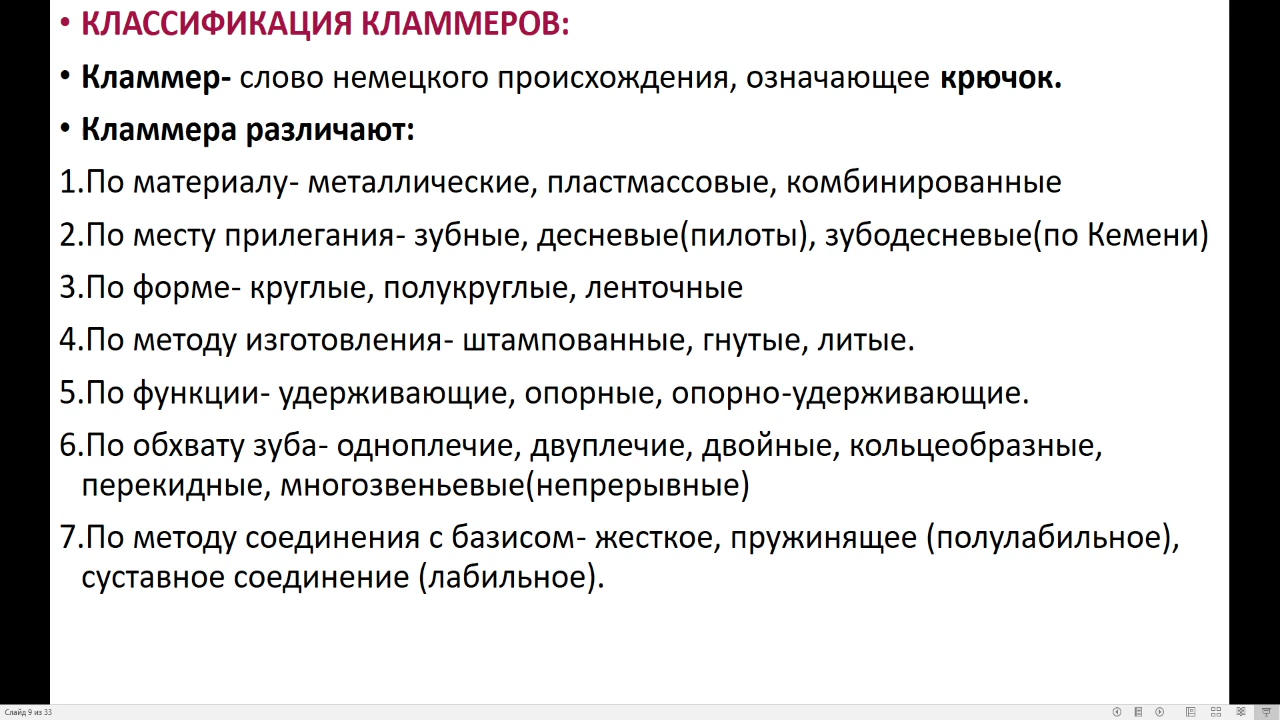 • КЛАССИФИКАЦИЯ КЛАММЕРОВ:
• Кламмер- слово немецкого происхождения, означающее крючок.
• Кламмера различают:
1.По материалу- металлические, пластмассовые, комбинированные
2.По месту прилегания- зубные, десневые(пилоты), зубодесневые(по Кемени)
3.По форме- круглые, полукруглые, ленточные
4.По методу изготовления- штампованные, гнутые, литые.
5.По функции- удерживающие, опорные, опорно-удерживающие.
6.По обхвату зуба- одноплечие, двуплечие, двойные, кольцеобразные,
перекидные, многозвеньевые(непрерывные)
7.По методу соединения с базисом- жесткое, пружинящее (полулабильное),
суставное соединение (лабильное).
Слайд 9 из 33